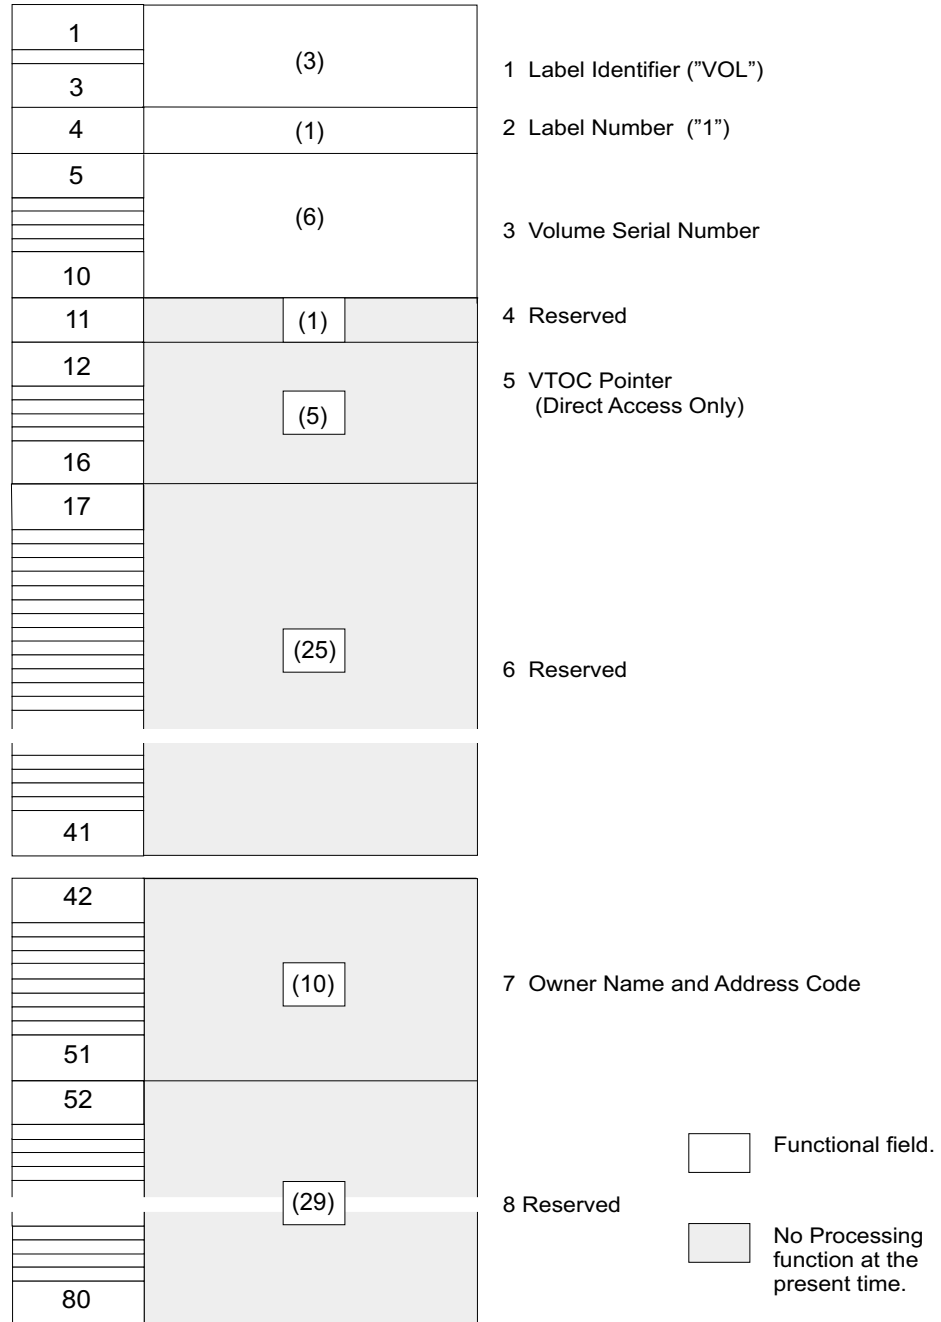 1
(3)
3
1 Label Identifier (”VOL”)
4
(1)
2 Label Number (”1”)
5
(6)
10
3 Volume Serial Number
11
(1)
4 Reserved
12
(5)
16
5 VTOC Pointer
(Direct Access Only)
17
(25)
41
6 Reserved
42
(10)
51
7 Owner Name and Address Code
52
(29)
80
8 Reserved
Functional field.
No Processing
function at the
present time.